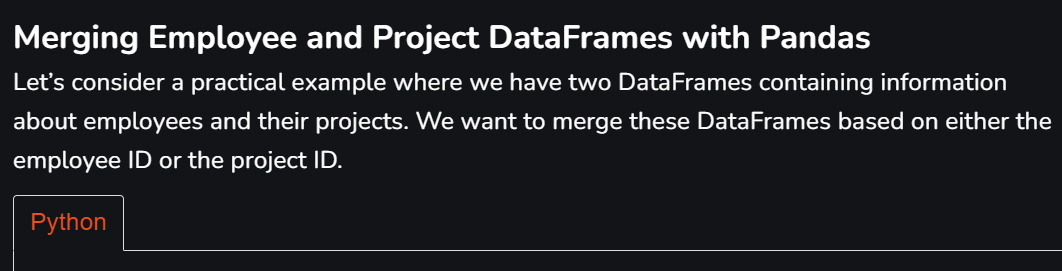 Merging Employee and Project DataFrames with Pandas
Let’s consider a practical example where we have two DataFrames containing information
about employees and their projects. We want to merge these DataFrames based on either the
employee ID or the project ID.
Python